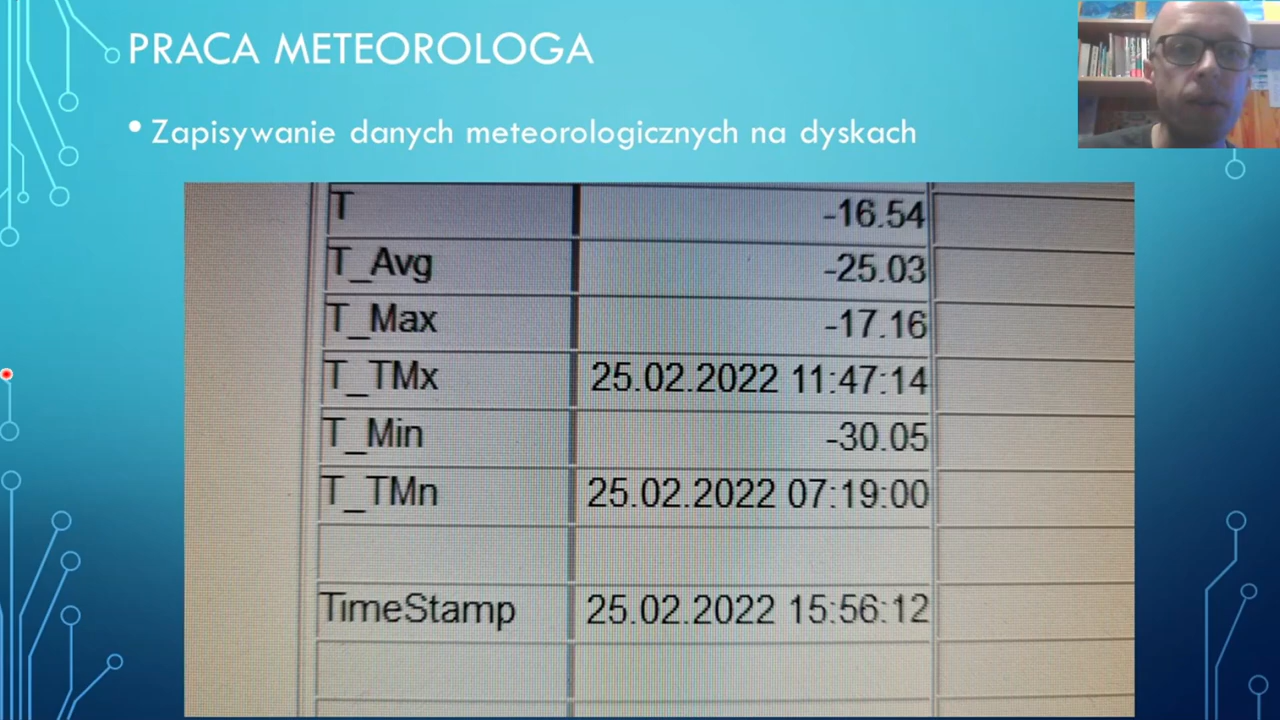 PRACA METEOROLOGA
• Zapisywanie danych meteorologicznych na dyskach
T -16.54
T_Avg -25.03
T_Max -17.16
T_TMx 25.02.2022 11:47:14
T_Min -30.05
T_TMn 25.02.2022 07:19:00
TimeStamp 25.02.2022 15:56:12